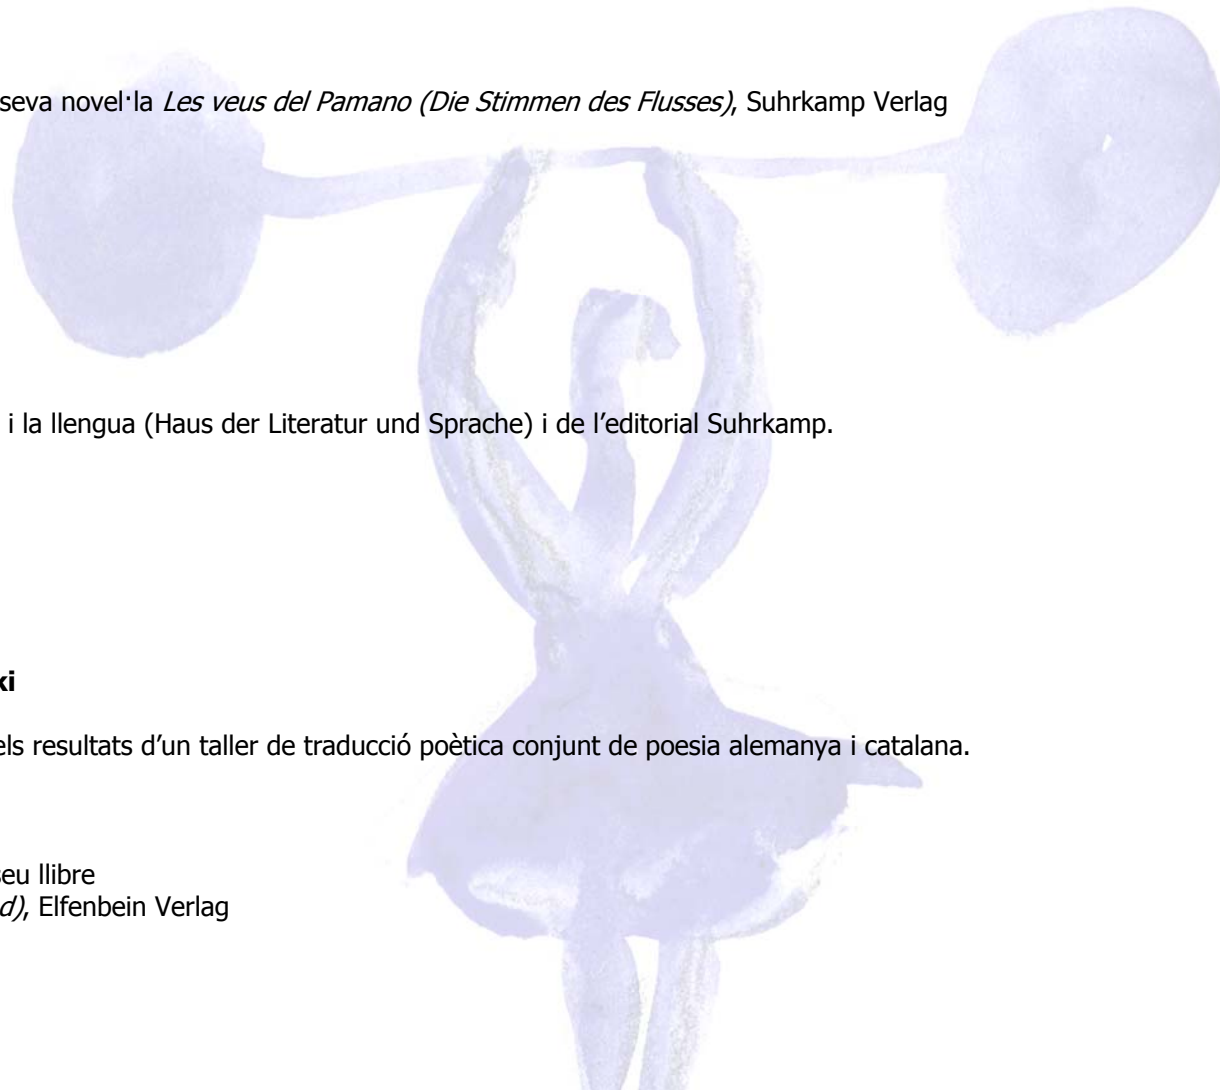 seva novel·la Les veus del Pamano (Die Stimmen des Flusses), Suhrkamp Verlag
i la llengua (Haus der Literatur und Sprache) i de l’editorial Suhrkamp.
ki
els resultats d’un taller de traducció poètica conjunt de poesia alemanya i catalana.
seu llibre
d), Elfenbein Verlag